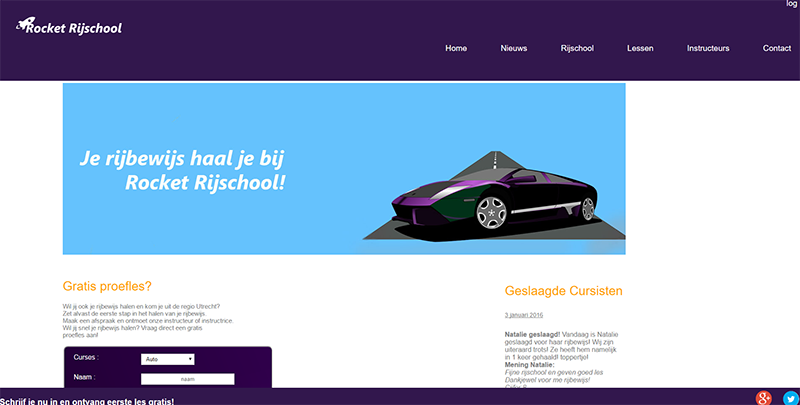 log
Rocket Rijschool
Home Nieuws Rijschool Lessen Instructeurs Contact
Je rijbewijs haal je bij
Rocket Rijschool!
Gratis proefles?
Wil jij ook je rijbewijs halen en kom je uit de regio Utrecht?
Zet alvast de eerste stap in het halen van je rijbewijs.
Maak een afspraak en ontmoet onze instructeur of instructrice.
Wil jij snel je rijbewijs halen? Vraag direct een gratis
proefles aan!
Curses : Auto
Naam : naam
Geslaagde Cursisten
3 januari 2016
Natalie geslaagd! Vandaag is Natalie
geslaagd voor haar rijbewijs! Wij zijn
uiteraard trots! Ze heeft hem namelijk
in 1 keer gehaald! toppertje!
Mening Natalie:
Fijne rijschool en geven goed les
Dankjewel voor me rijbewijs!
Schrijf je nu in en ontvang eerste les gratis!